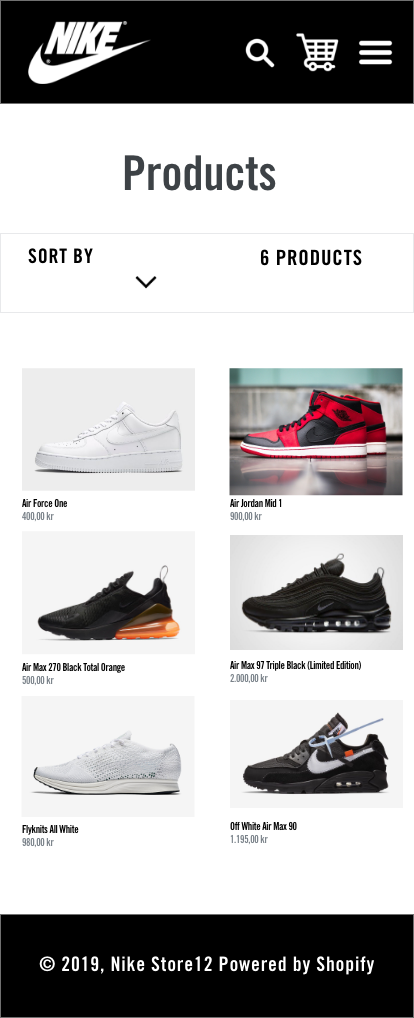 NIKE
Products
SORT BY
6 PRODUCTS
Air Force One
400,00 kr
Air Jordan Mid 1
900,00 kr
Air Max 270 Black Total Orange
500,00 kr
Air Max 97 Triple Black (Limited Edition)
2.000,00 kr
Flyknits All White
980,00 kr
Off White Air Max 90
1.195,00 kr
© 2019, Nike Store12 Powered by Shopify